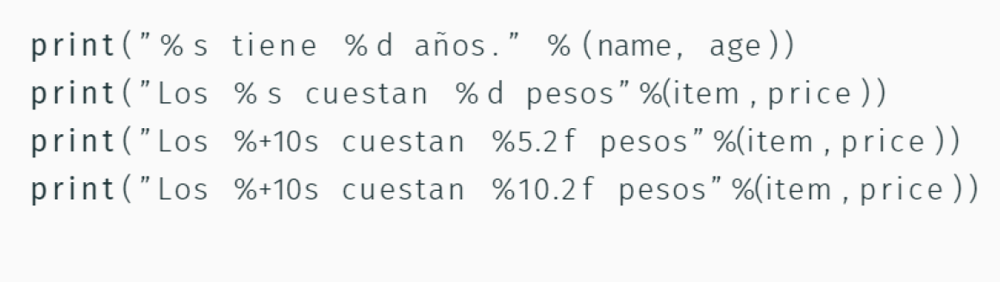 print(”%s tiene %d años.” %(name, age))
print(”Los %s cuestan %d pesos”%(item,price))
print(”Los %+10s cuestan %5.2f pesos”%(item,price))
print(”Los %+10s cuestan %10.2f pesos”%(item,price))